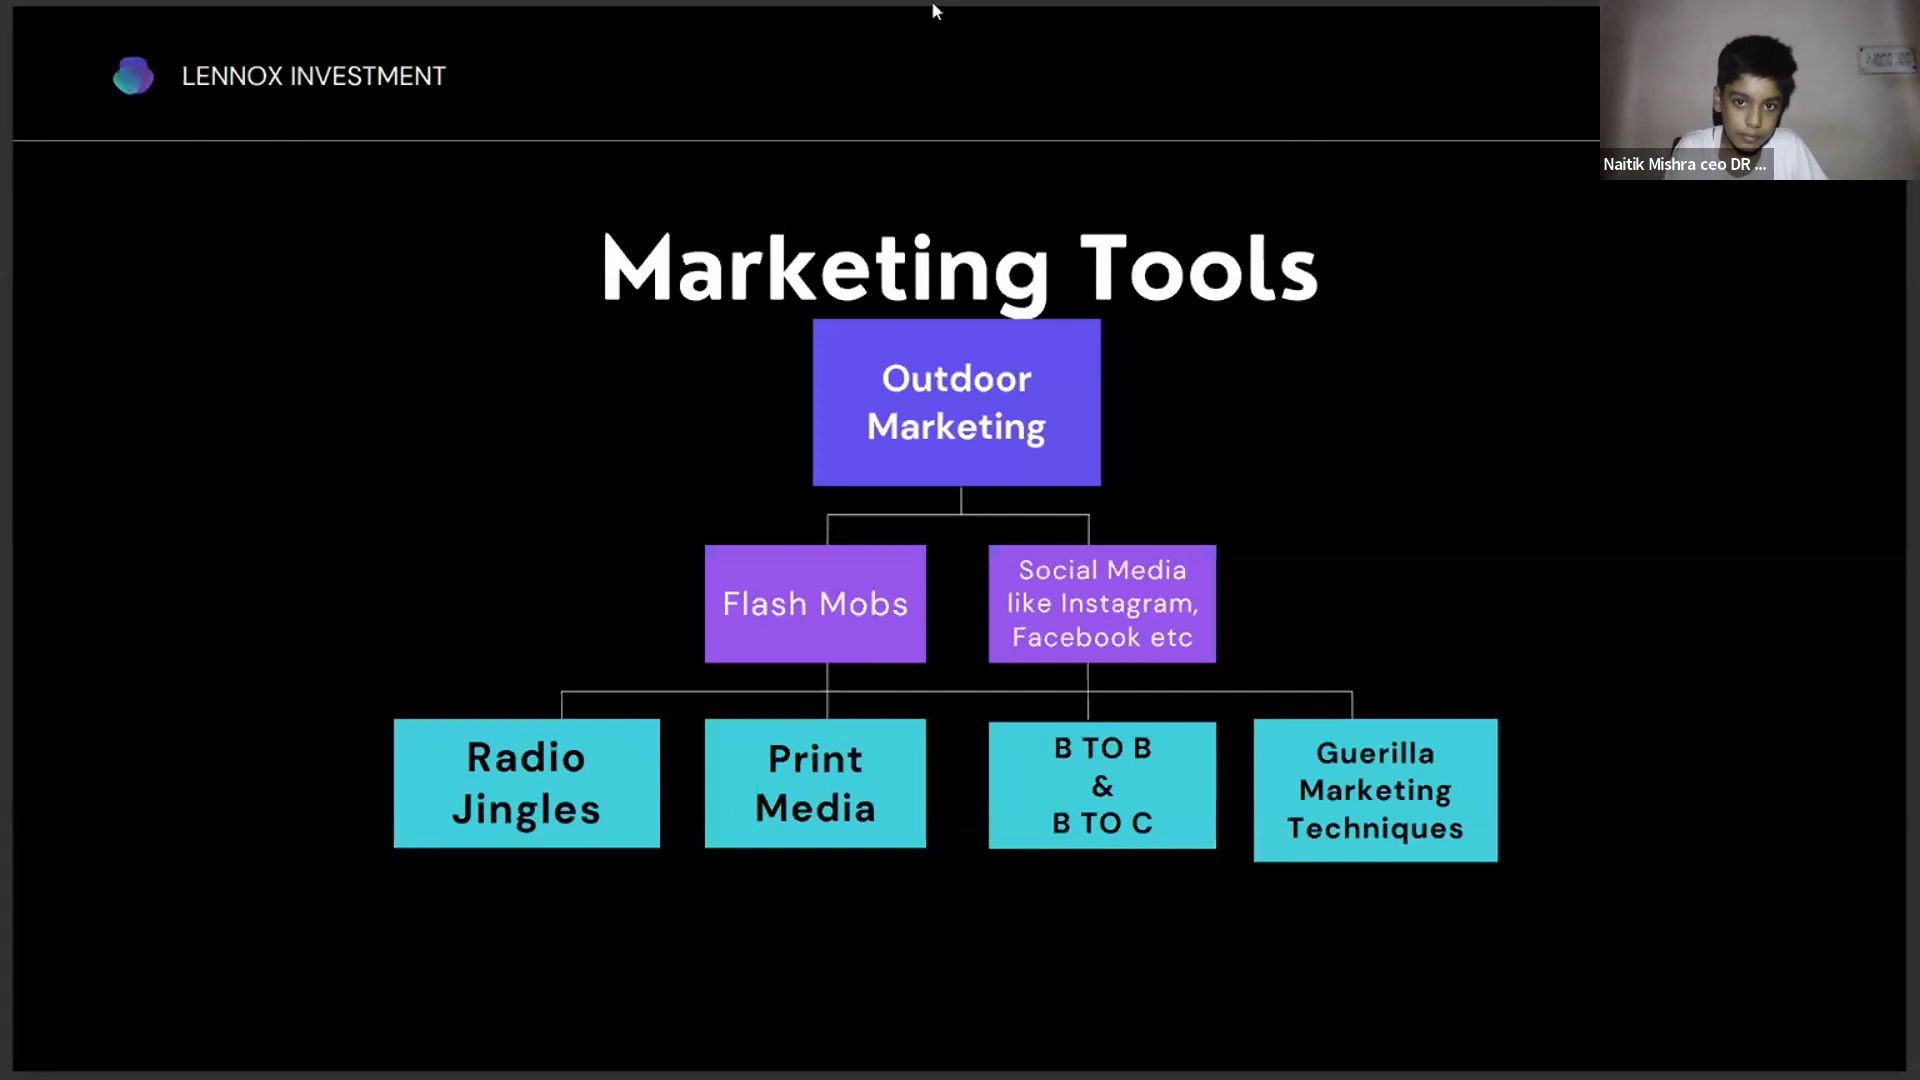 LENNOX INVESTMENT
Naitik Mishra ceo DR ...
Marketing Tools
Outdoor
Marketing
Flash Mobs
Social Media
like Instagram,
Facebook etc
Radio
Jingles
Print
Media
B TO B
&
B TO C
Guerilla
Marketing
Techniques